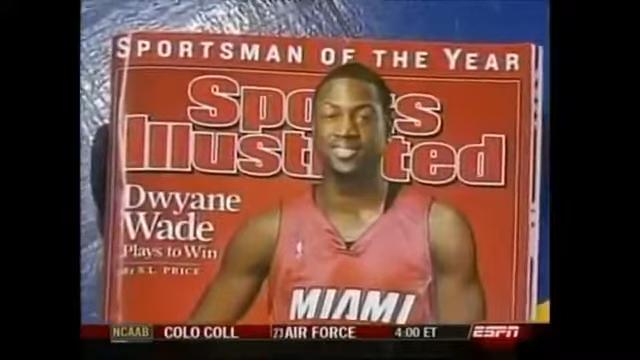 SPORTSMAN OF THE YEAR
Sports
Illustrated
Dwyane
Wade
Plays to Win
BY S.L. PRICE
MIAMI
NCAAB COLO COLL 23 AIR FORCE 4:00 ET ESPN